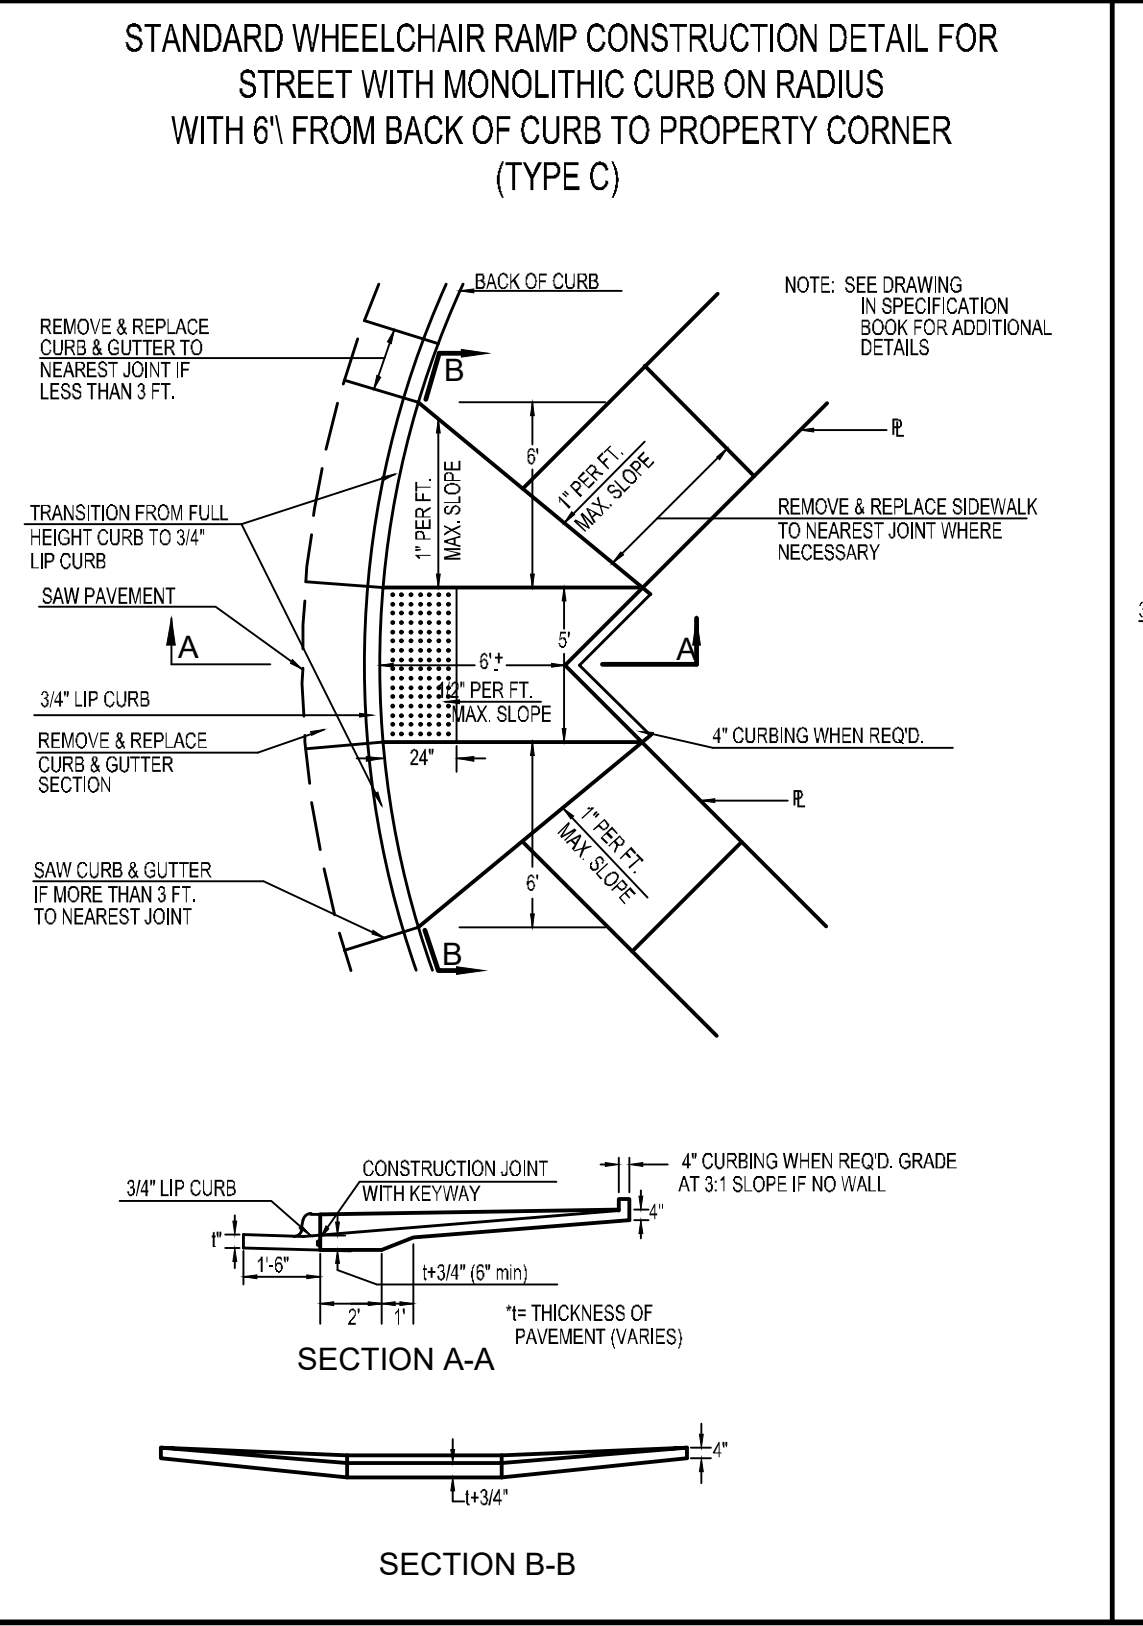 STANDARD WHEELCHAIR RAMP CONSTRUCTION DETAIL FOR
STREET WITH MONOLITHIC CURB ON RADIUS
WITH 6'\ FROM BACK OF CURB TO PROPERTY CORNER
(TYPE C)
BACK OF CURB
NOTE: SEE DRAWING
IN SPECIFICATION
BOOK FOR ADDITIONAL
DETAILS
REMOVE & REPLACE
CURB & GUTTER TO
NEAREST JOINT IF
LESS THAN 3 FT.
B
6'
1" PER FT.
MAX. SLOPE
1" PER FT.
MAX. SLOPE
PL
REMOVE & REPLACE SIDEWALK
TO NEAREST JOINT WHERE
NECESSARY
TRANSITION FROM FULL
HEIGHT CURB TO 3/4"
LIP CURB
SAW PAVEMENT
A
A
5'
6'±
1/2" PER FT.
MAX. SLOPE
3/4" LIP CURB
REMOVE & REPLACE
CURB & GUTTER
SECTION
24"
4" CURBING WHEN REQ'D.
PL
1" PER FT.
MAX. SLOPE
6'
SAW CURB & GUTTER
IF MORE THAN 3 FT.
TO NEAREST JOINT
B
3/4" LIP CURB
CONSTRUCTION JOINT
WITH KEYWAY
4" CURBING WHEN REQ'D. GRADE
AT 3:1 SLOPE IF NO WALL
t"
4"
1'-6"
t+3/4" (6" min)
2'
1'
*t= THICKNESS OF
PAVEMENT (VARIES)
SECTION A-A
4"
t+3/4"
SECTION B-B